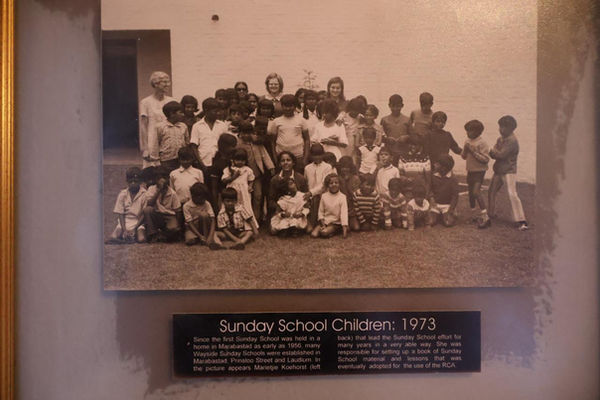 Sunday School Children: 1973
Since the first Sunday School was held in a
home in Marabastad as early as 1956, many
Wayside Sunday Schools were established in
Marabastad, Prinsloo Street and Laudium. In
the picture appears Marietjie Koehorst (left
back) that lead the Sunday School effort for
many years in a very able way. She was
responsible for setting up a book of Sunday
School material and lessons that was
eventually adopted for the use of the RCA.